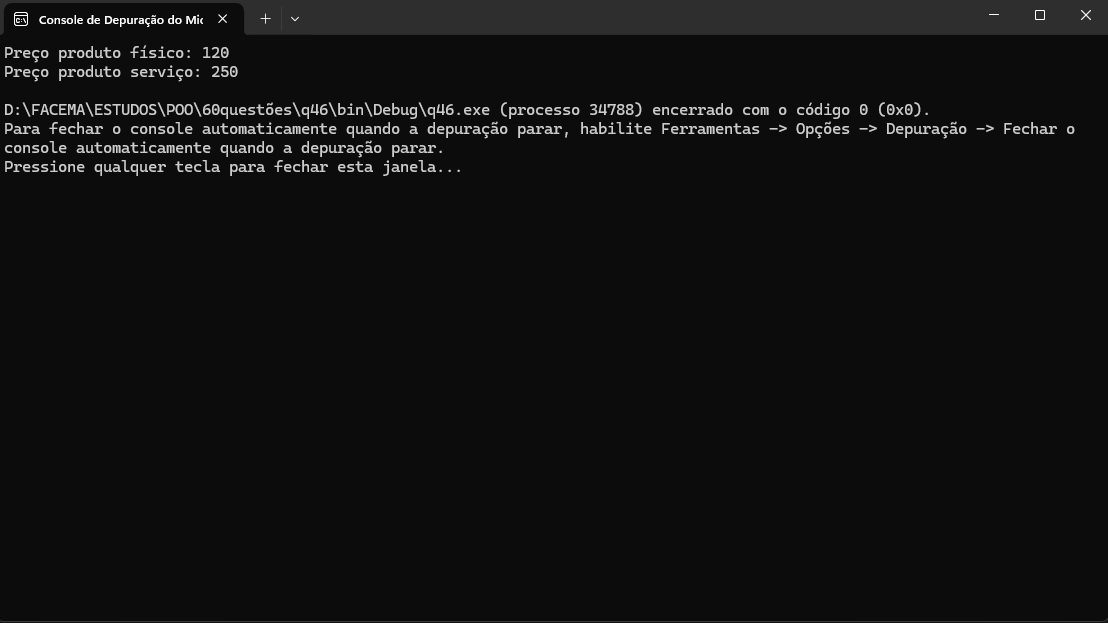 Console de Depuração do Mic
Preço produto físico: 120
Preço produto serviço: 250
D:\FACEMA\ESTUDOS\POO\60questões\q46\bin\Debug\q46.exe (processo 34788) encerrado com o código 0 (0x0).
Para fechar o console automaticamente quando a depuração parar, habilite Ferramentas -> Opções -> Depuração -> Fechar o
console automaticamente quando a depuração parar.
Pressione qualquer tecla para fechar esta janela...